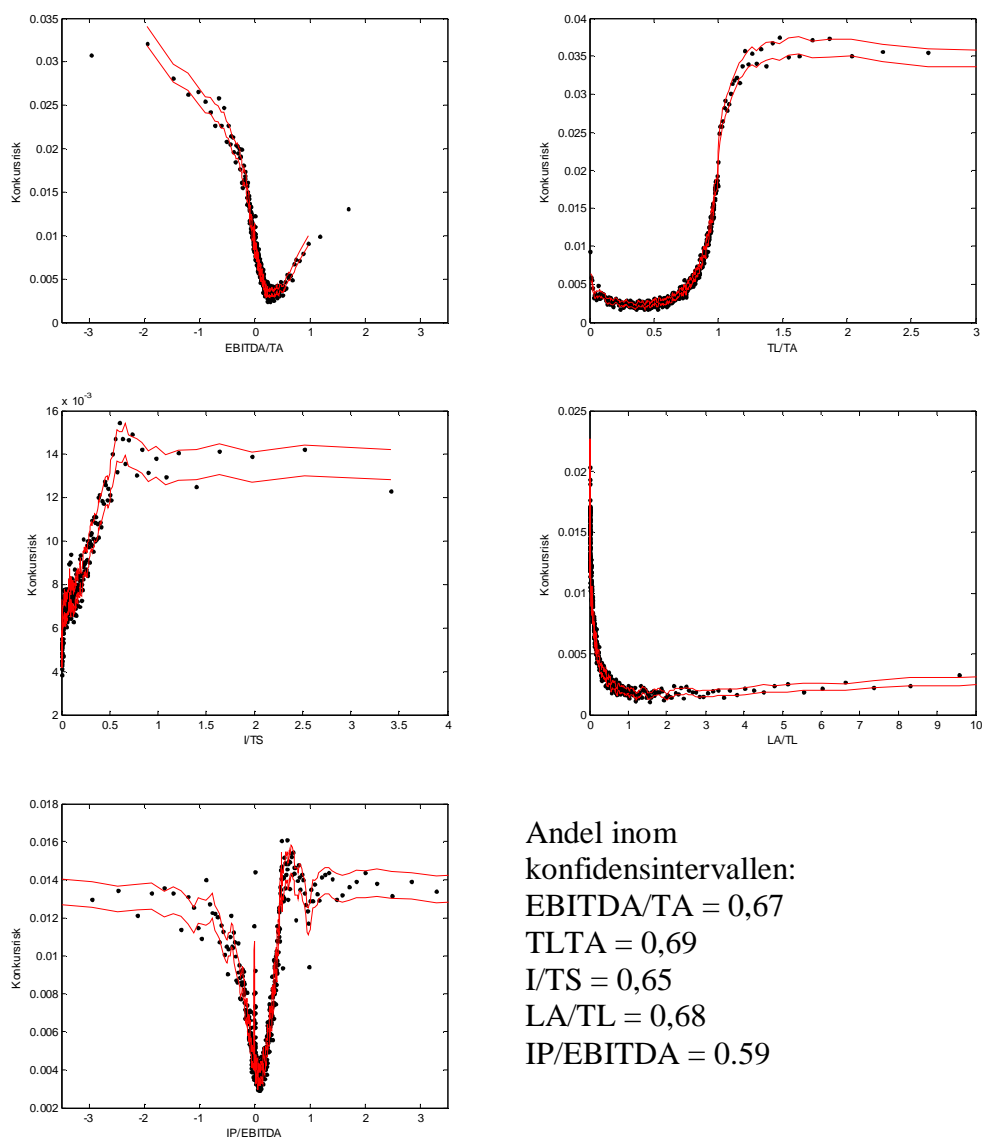 0.035
0.03
0.025
0.02
0.015
0.01
0.005
0
Konkursrisk
-3 -2 -1 0 1 2 3
EBITDA/TA
0.04
0.035
0.03
0.025
0.02
0.015
0.01
0.005
0
Konkursrisk
0 0.5 1 1.5 2 2.5 3
TL/TA
x 10^-3
16
14
12
10
8
6
4
2
Konkursrisk
0 0.5 1 1.5 2 2.5 3 3.5 4
I/TS
0.025
0.02
0.015
0.01
0.005
0
Konkursrisk
0 1 2 3 4 5 6 7 8 9 10
LA/TL
0.018
0.016
0.014
0.012
0.01
0.008
0.006
0.004
0.002
Konkursrisk
-3 -2 -1 0 1 2 3
IP/EBITDA
Andel inom
konfidensintervallen:
EBITDA/TA = 0,67
TLTA = 0,69
I/TS = 0,65
LA/TL = 0,68
IP/EBITDA = 0.59